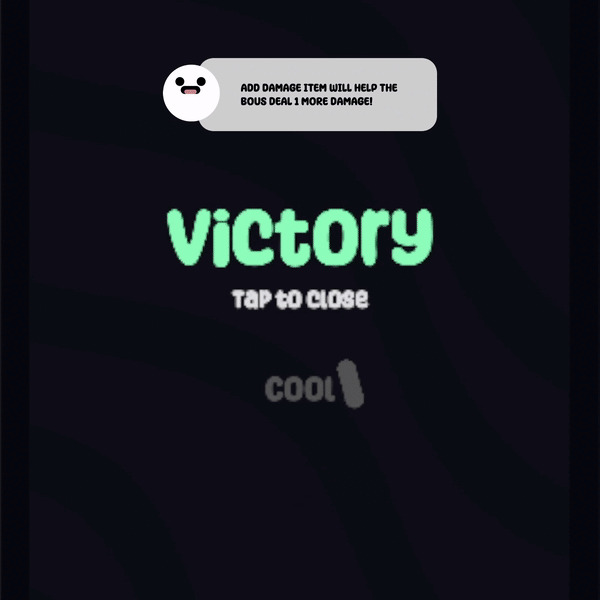 ADD DAMAGE ITEM WILL HELP THE
BOUS DEAL 1 MORE DAMAGE!
Victory
Tap to close
cool